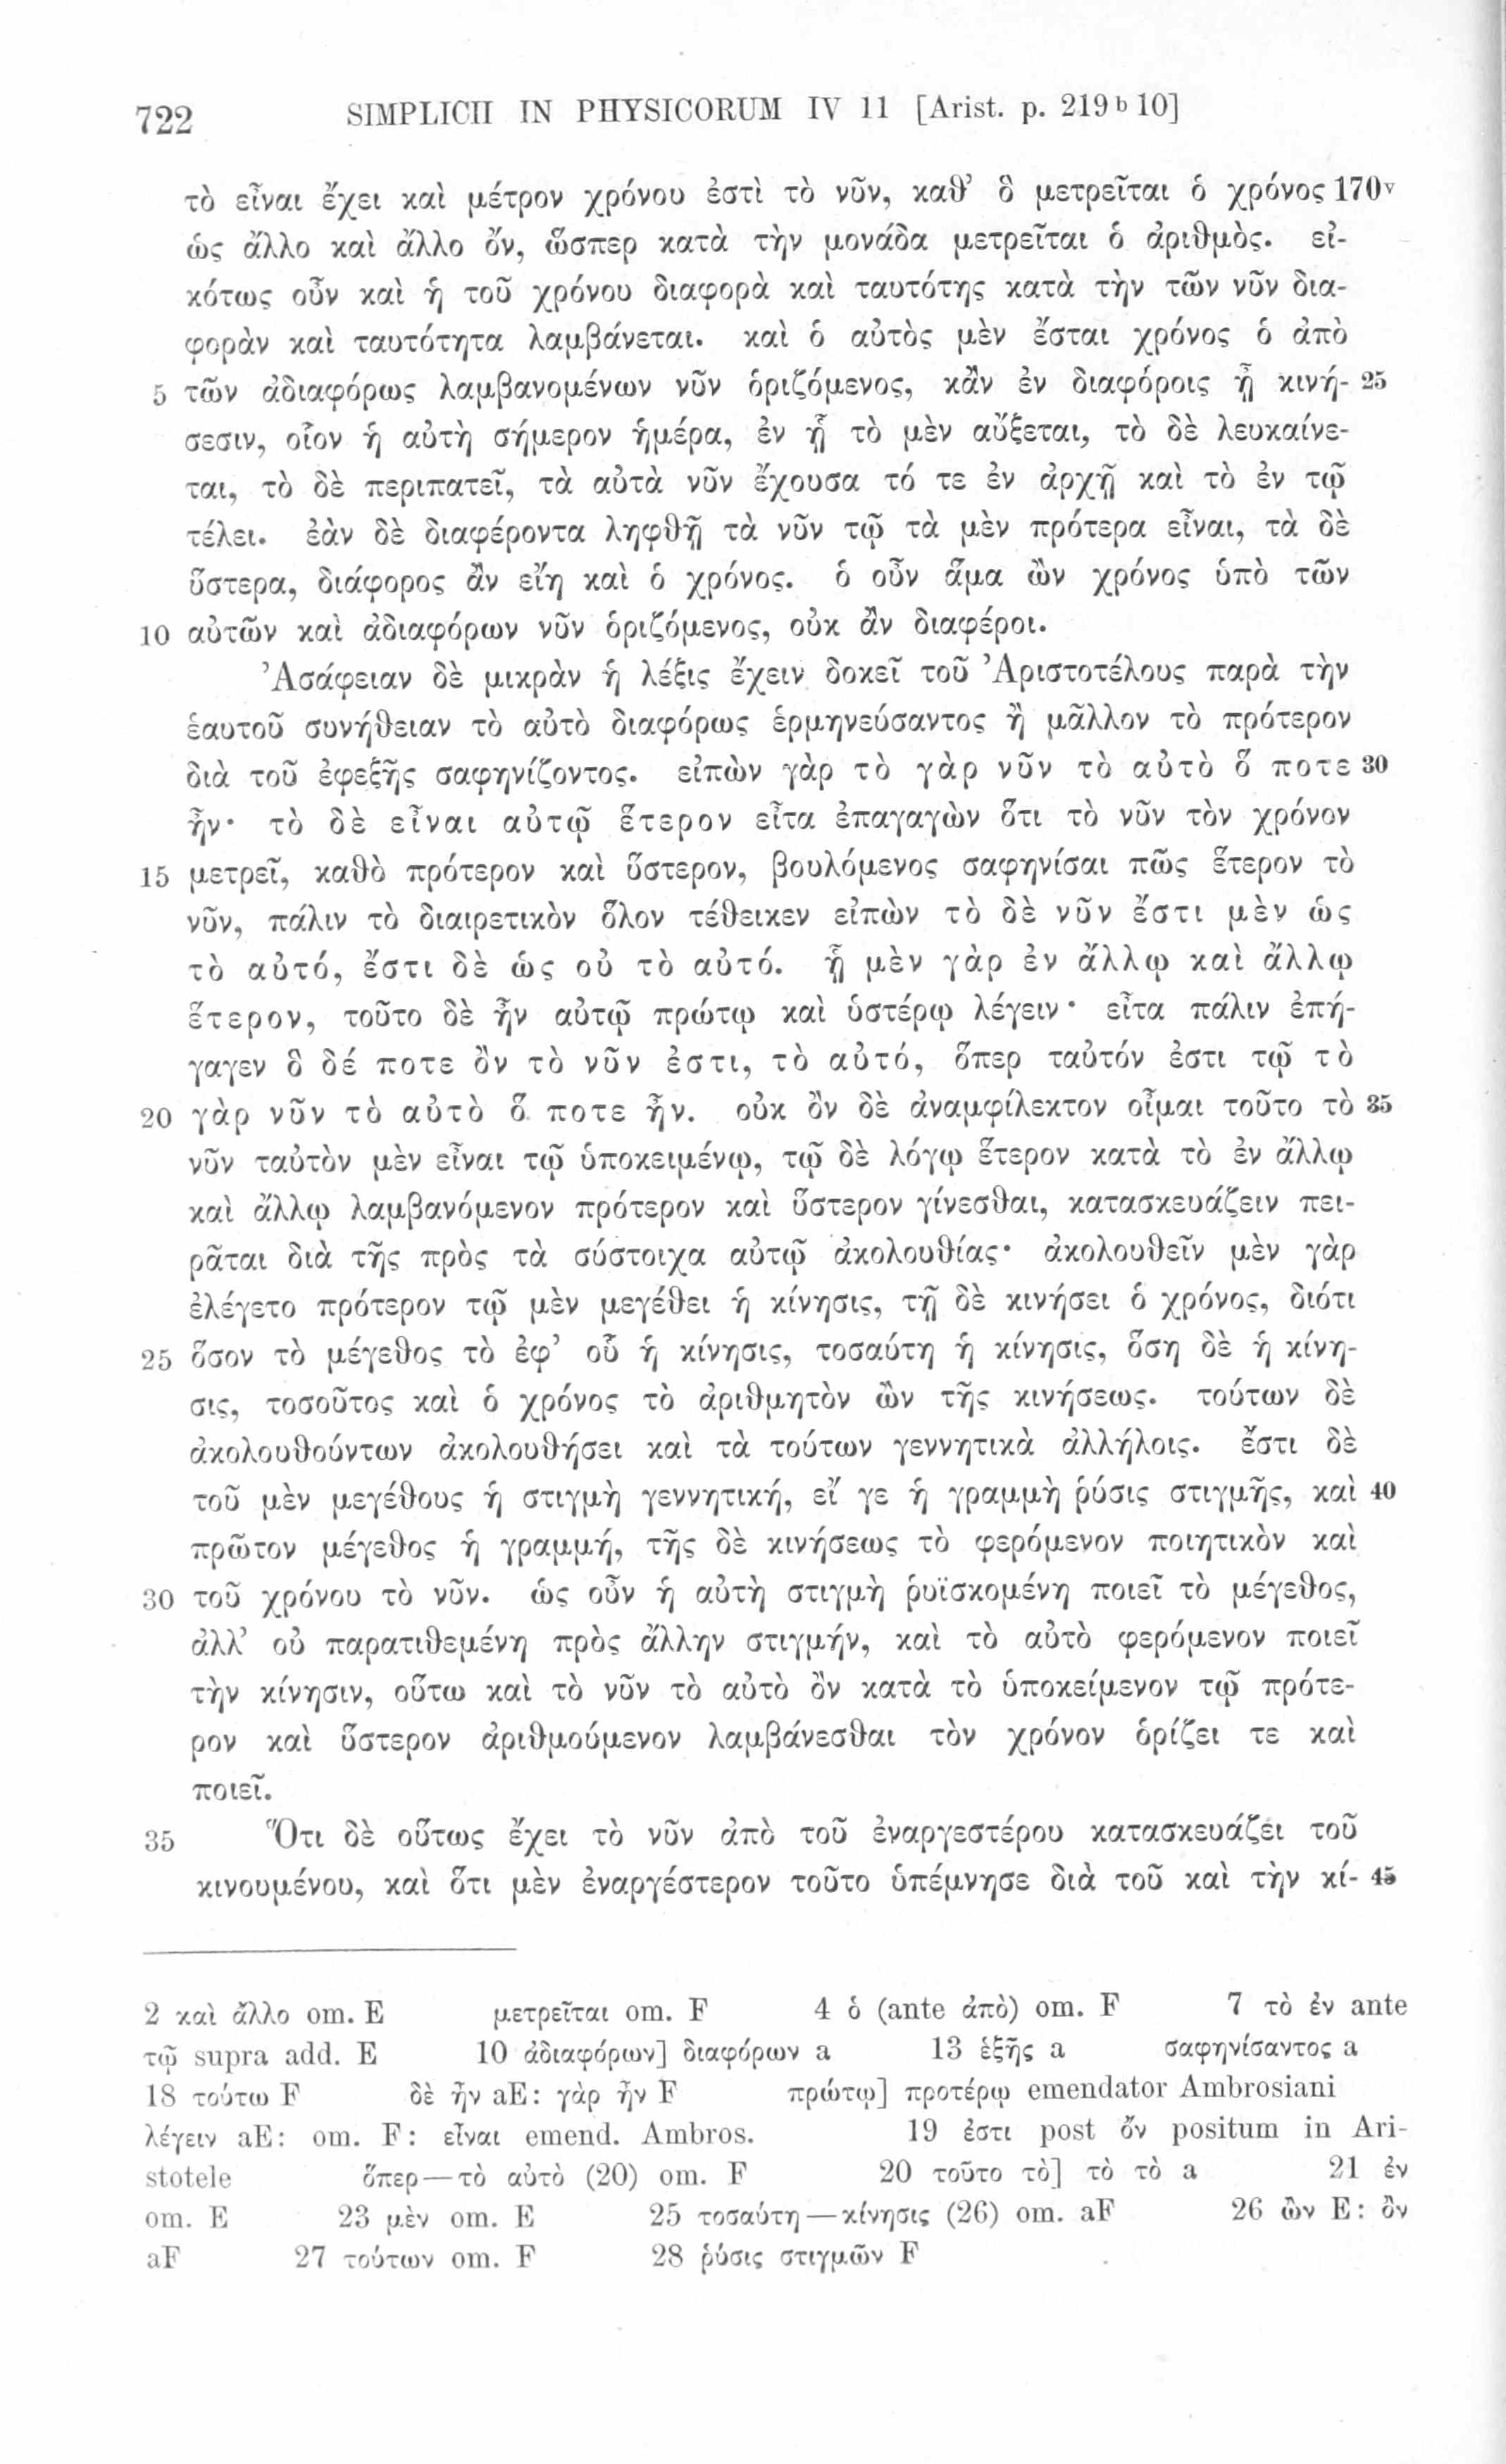 722 SIMPLICII IN PHYSICORUM IV 11 [Arist. p. 219 b 10]
τὸ εἶναι ἔχει καὶ μέτρον χρόνου ἐστὶ τὸ νῦν, καθ’ ὃ μετρεῖται ὁ χρόνος 170v
ὡς ἄλλο καὶ ἄλλο ὄν, ὥσπερ κατὰ τὴν μονάδα μετρεῖται ὁ ἀριθμὸς. εἰ-
κότως οὖν καὶ ἡ τοῦ χρόνου διαφορὰ καὶ ταυτότης κατὰ τὴν τῶν νῦν δια-
φορὰν καὶ ταυτότητα λαμβάνεται. καὶ ὁ αὐτὸς μὲν ἔσται χρόνος ὁ ἀπὸ
5 τῶν ἀδιαφόρως λαμβανομένων νῦν ὁριζόμενος, κἂν ἐν διαφόροις ᾖ κινή- 25
σεσιν, οἷον ἡ αὐτὴ σήμερον ἡμέρα, ἐν ᾗ τὸ μὲν αὔξεται, τὸ δὲ λευκαίνε-
ται, τὸ δὲ περιπατεῖ, τὰ αὐτὰ νῦν ἔχουσα τό τε ἐν ἀρχῇ καὶ τὸ ἐν τῷ
τέλει. ἐὰν δὲ διαφέροντα ληφθῇ τὰ νῦν τῷ τὰ μὲν πρότερα εἶναι, τὰ δὲ
ὕστερα, διάφορος ἂν εἴη καὶ ὁ χρόνος. ὁ οὖν ἅμα ὢν χρόνος ὑπὸ τῶν
10 αὐτῶν καὶ ἀδιαφόρων νῦν ὁριζόμενος, οὐκ ἂν διαφέροι.
Ἀσάφειαν δὲ μικρὰν ἡ λέξις ἔχειν δοκεῖ τοῦ Ἀριστοτέλους παρὰ τὴν
ἑαυτοῦ συνήθειαν τὸ αὐτὸ διαφόρως ἑρμηνεύσαντος ἢ μᾶλλον τὸ πρότερον
διὰ τοῦ ἐφεξῆς σαφηνίζοντος. εἰπὼν γὰρ τὸ γὰρ νῦν τὸ αὐτὸ ὅ ποτε 30
ἦν· τὸ δὲ εἶναι αὐτῷ ἕτερον εἶτα ἐπαγαγὼν ὅτι τὸ νῦν τὸν χρόνον
15 μετρεῖ, καθὸ πρότερον καὶ ὕστερον, βουλόμενος σαφηνίσαι πῶς ἕτερον τὸ
νῦν, πάλιν τὸ διαιρετικὸν ὅλον τέθεικεν εἰπὼν τὸ δὲ νῦν ἔστι μὲν ὡς
τὸ αὐτό, ἔστι δὲ ὡς οὐ τὸ αὐτό. ᾗ μὲν γὰρ ἐν ἄλλῳ καὶ ἄλλῳ
ἕτερον, τοῦτο δὲ ἦν αὐτῷ πρώτῳ καὶ ὑστέρῳ λέγειν· εἶτα πάλιν ἐπή-
γαγεν ὃ δέ ποτε ὂν τὸ νῦν ἐστι, τὸ αὐτό, ὅπερ ταὐτόν ἐστι τῷ τὸ
20 γὰρ νῦν τὸ αὐτὸ ὅ ποτε ἦν. οὐκ ὂν δὲ ἀναμφίλεκτον οἶμαι τοῦτο τὸ 35
νῦν ταὐτὸν μὲν εἶναι τῷ ὑποκειμένῳ, τῷ δὲ λόγῳ ἕτερον κατὰ τὸ ἐν ἄλλῳ
καὶ ἄλλῳ λαμβανόμενον πρότερον καὶ ὕστερον γίνεσθαι, κατασκευάζειν πει-
ρᾶται διὰ τῆς πρὸς τὰ σύστοιχα αὐτῷ ἀκολουθίας· ἀκολουθεῖν μὲν γὰρ
ἐλέγετο πρότερον τῷ μὲν μεγέθει ἡ κίνησις, τῇ δὲ κινήσει ὁ χρόνος, διότι
25 ὅσον τὸ μέγεθος τὸ ἐφ’ οὗ ἡ κίνησις, τοσαύτη ἡ κίνησις, ὅση δὲ ἡ κίνη-
σις, τοσοῦτος καὶ ὁ χρόνος τὸ ἀριθμητὸν ὢν τῆς κινήσεως. τούτων δὲ
ἀκολουθούντων ἀκολουθήσει καὶ τὰ τούτων γεννητικὰ ἀλλήλοις. ἔστι δὲ
τοῦ μὲν μεγέθους ἡ στιγμὴ γεννητική, εἴ γε ἡ γραμμὴ ῥύσις στιγμῆς, καὶ 40
πρῶτον μέγεθος ἡ γραμμή, τῆς δὲ κινήσεως τὸ φερόμενον ποιητικὸν καὶ
30 τοῦ χρόνου τὸ νῦν. ὡς οὖν ἡ αὐτὴ στιγμὴ ῥυϊσκομένη ποιεῖ τὸ μέγεθος,
ἀλλ’ οὐ παρατιθεμένη πρὸς ἄλλην στιγμήν, καὶ τὸ αὐτὸ φερόμενον ποιεῖ
τὴν κίνησιν, οὕτω καὶ τὸ νῦν τὸ αὐτὸ ὂν κατὰ τὸ ὑποκείμενον τῷ πρότε-
ρον καὶ ὕστερον ἀριθμούμενον λαμβάνεσθαι τὸν χρόνον ὁρίζει τε καὶ
ποιεῖ.
35 Ὅτι δὲ οὕτως ἔχει τὸ νῦν ἀπὸ τοῦ ἐναργεστέρου κατασκευάζει τοῦ
κινουμένου, καὶ ὅτι μὲν ἐναργέστερον τοῦτο ὑπέμνησε διὰ τοῦ καὶ τὴν κί- 45
2 καὶ ἄλλο om. E μετρεῖται om. F 4 ὁ (ante ἀπὸ) om. F 7 τὸ ἐν ante
τῷ supra add. E 10 ἀδιαφόρων] διαφόρων a 13 ἑξῆς a σαφηνίσαντος a
18 τούτω F δὲ ἦν aE: γὰρ ἦν F πρώτῳ] προτέρῳ emendator Ambrosiani
λέγειν aE: om. F: εἶναι emend. Ambros. 19 ἐστι post ὄν positum in Ari-
stotele ὅπερ—τὸ αὐτὸ (20) om. F 20 τοῦτο τὸ] τὸ τὸ a 21 ἐν
om. E 23 μὲν om. E 25 τοσαύτη—κίνησις (26) om. aF 26 ὢν E: ὂν
aF 27 τούτων om. F 28 ῥύσις στιγμῶν F